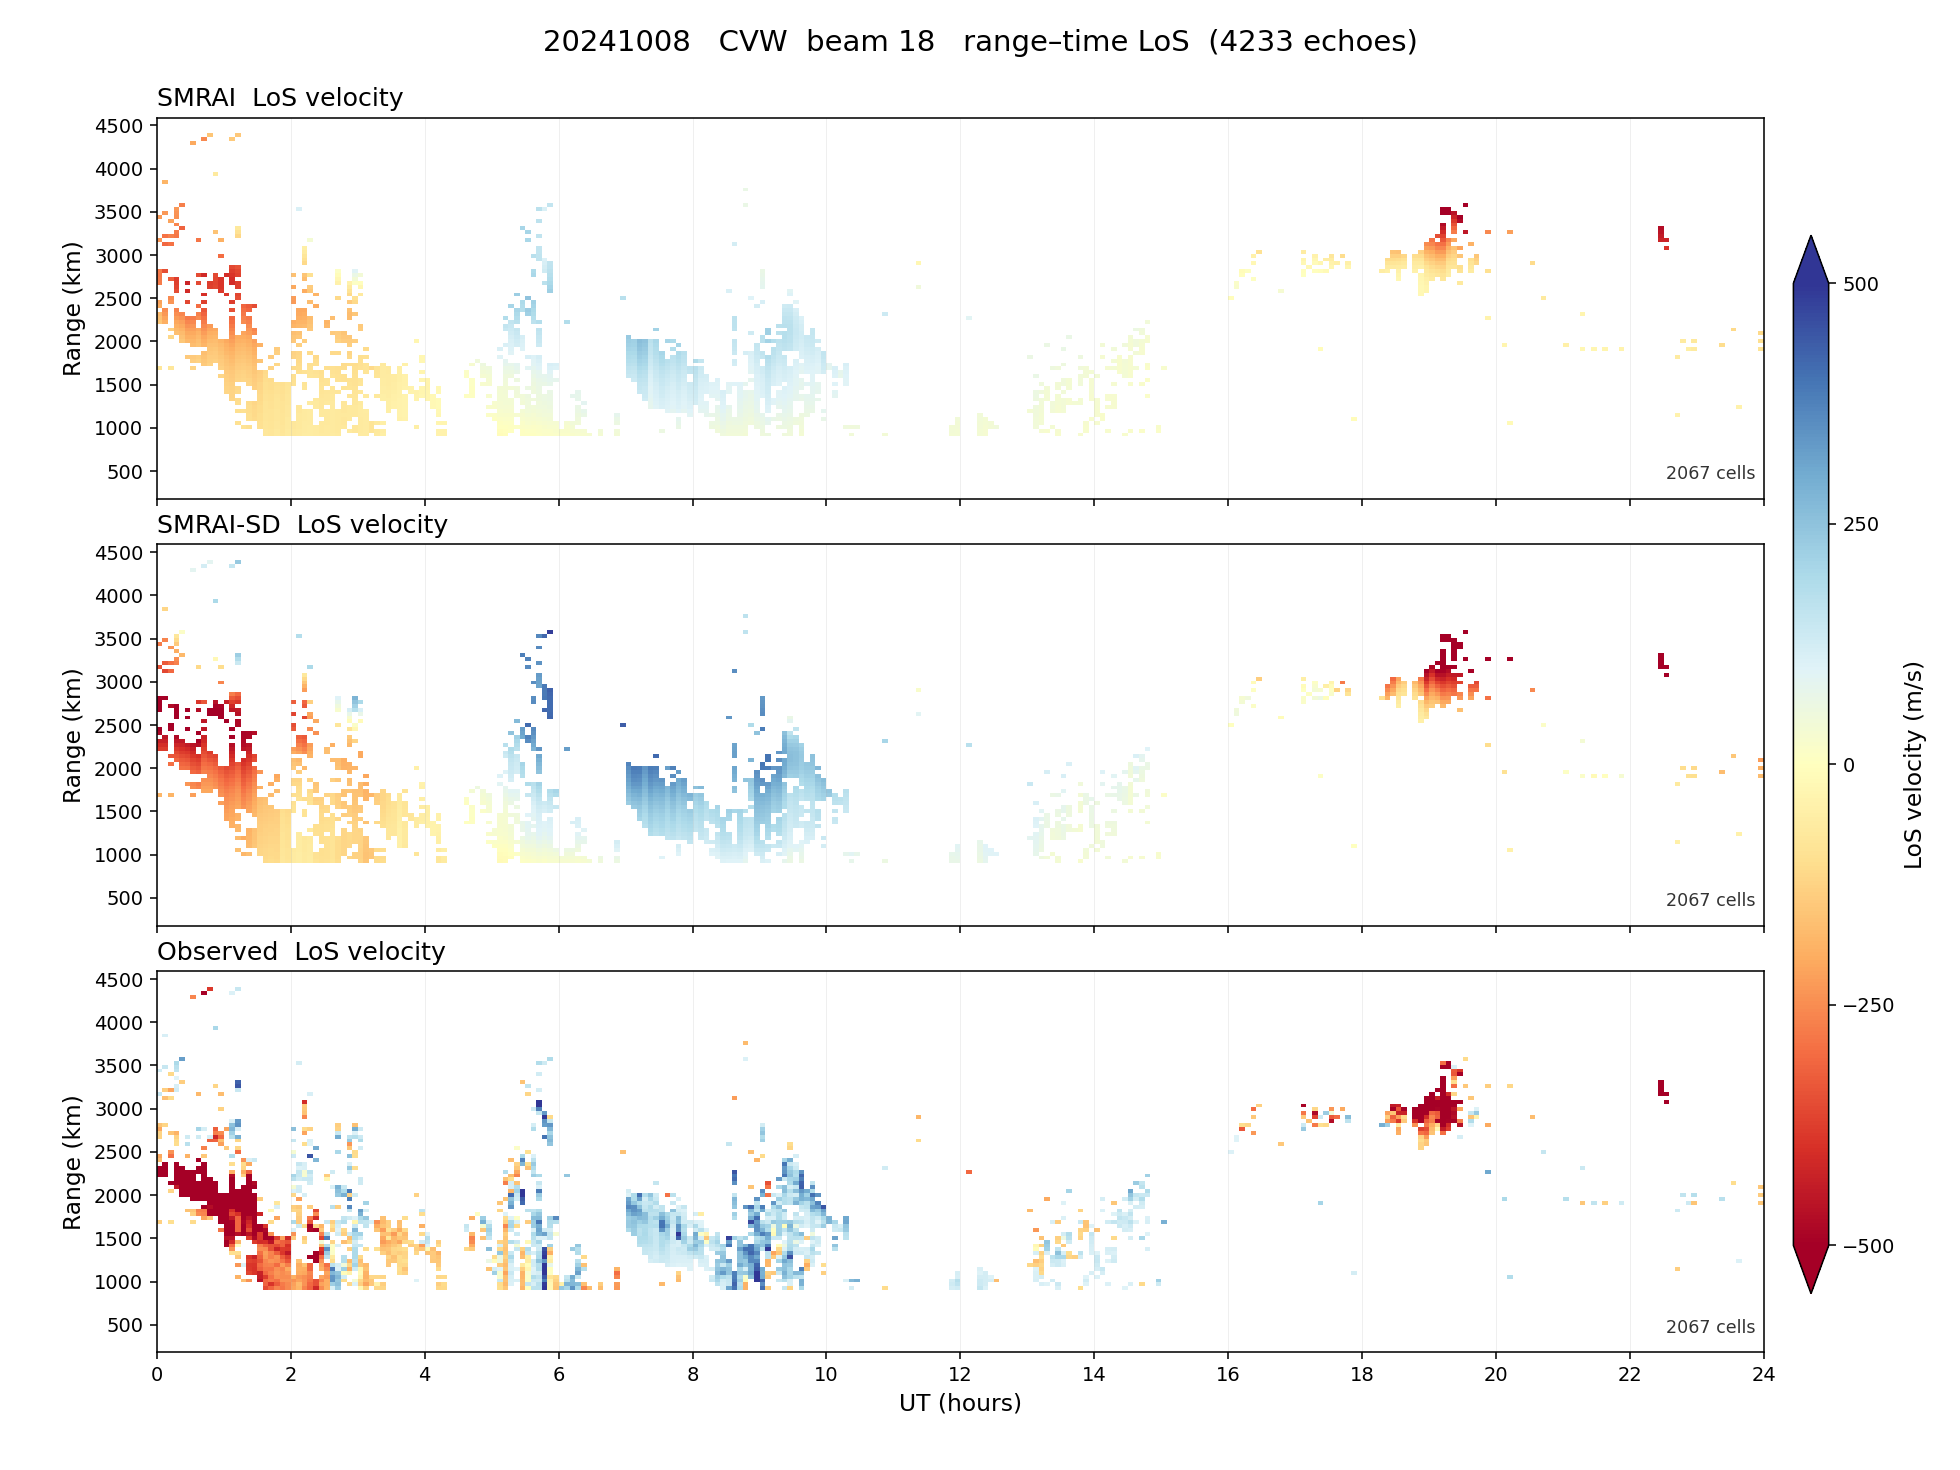 20241008   CVW  beam 18   range–time LoS  (4233 echoes)
SMRAI  LoS velocity
4500
4000
3500
3000
2500
2000
1500
1000
500
Range (km)
2067 cells
SMRAI-SD  LoS velocity
4500
4000
3500
3000
2500
2000
1500
1000
500
Range (km)
2067 cells
Observed  LoS velocity
4500
4000
3500
3000
2500
2000
1500
1000
500
Range (km)
2067 cells
0 2 4 6 8 10 12 14 16 18 20 22 24
UT (hours)
500
250
0
−250
−500
LoS velocity (m/s)